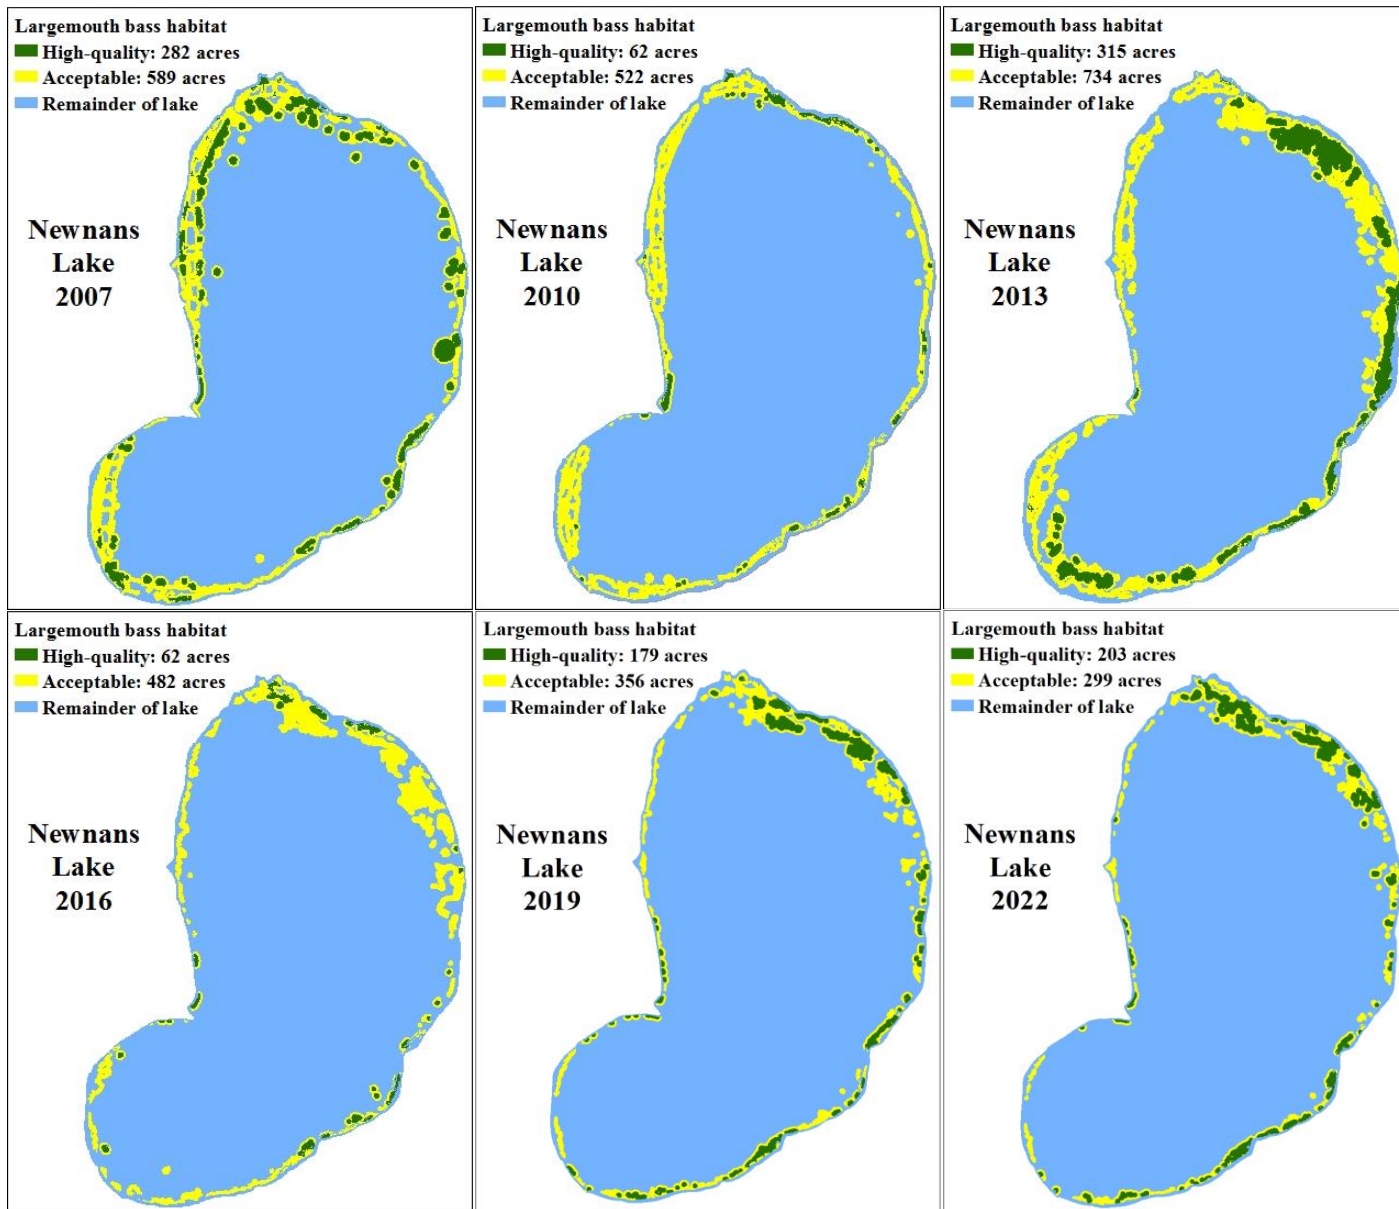 Largemouth bass habitat
High-quality: 282 acres
Acceptable: 589 acres
Remainder of lake
Newnans
Lake
2007
Largemouth bass habitat
High-quality: 62 acres
Acceptable: 522 acres
Remainder of lake
Newnans
Lake
2010
Largemouth bass habitat
High-quality: 315 acres
Acceptable: 734 acres
Remainder of lake
Newnans
Lake
2013
Largemouth bass habitat
High-quality: 62 acres
Acceptable: 482 acres
Remainder of lake
Newnans
Lake
2016
Largemouth bass habitat
High-quality: 179 acres
Acceptable: 356 acres
Remainder of lake
Newnans
Lake
2019
Largemouth bass habitat
High-quality: 203 acres
Acceptable: 299 acres
Remainder of lake
Newnans
Lake
2022